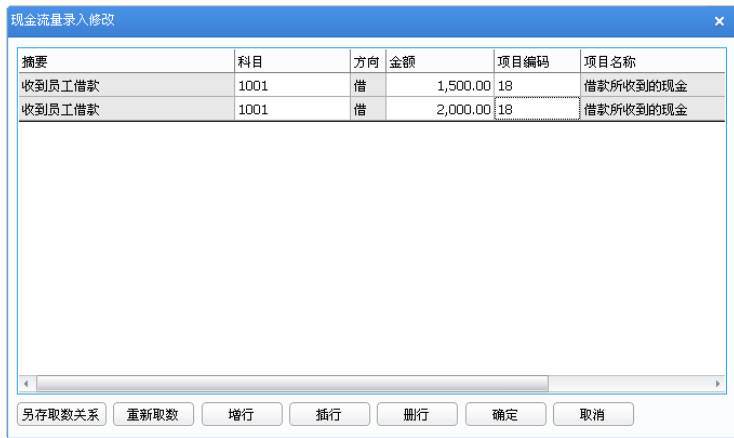 现金流量录入修改
摘要 科目 方向 金额 项目编码 项目名称
收到员工借款 1001 借 1,500.00 18 借款所收到的现金
收到员工借款 1001 借 2,000.00 18 借款所收到的现金
另存取数关系 重新取数 增行 插行 删行 确定 取消